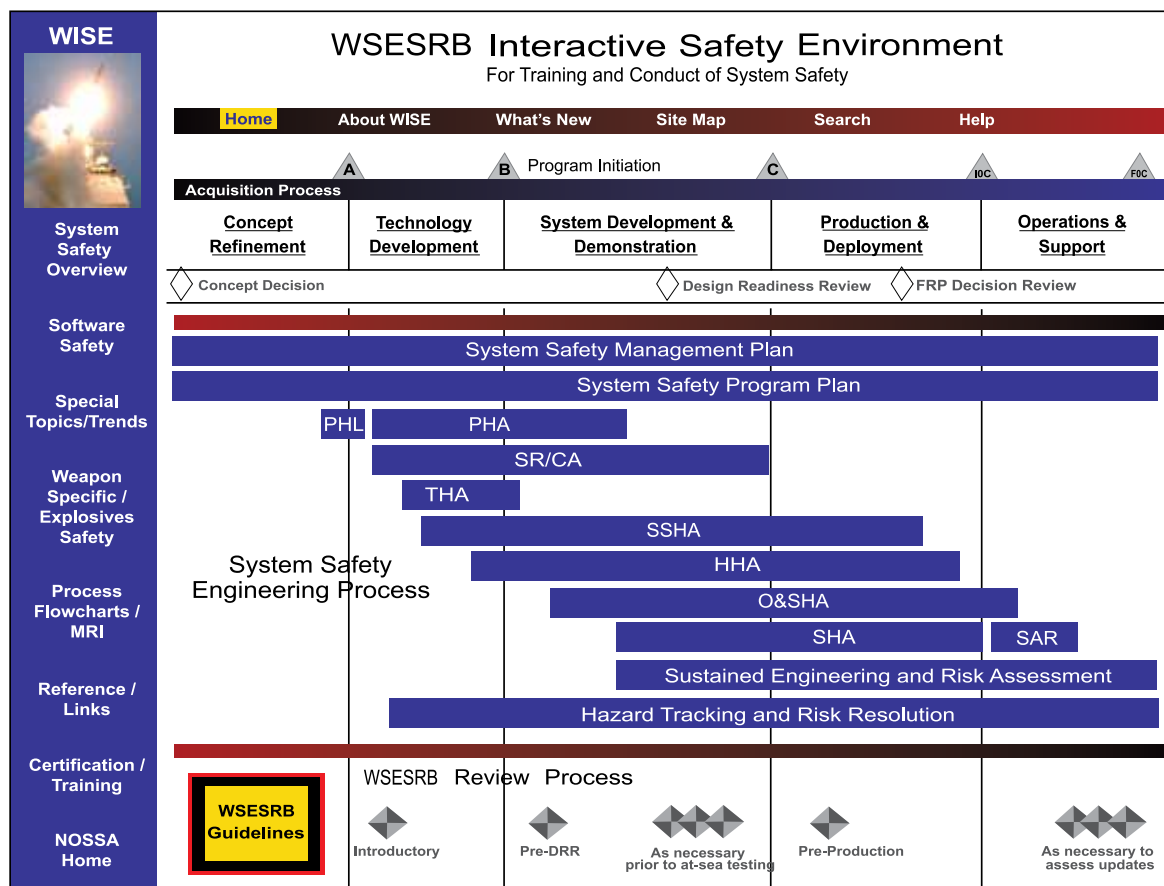 WISE
WSESRB Interactive Safety Environment
For Training and Conduct of System Safety
Home
About WISE
What's New
Site Map
Search
Help
A
B
Program Initiation
C
I0C
F0C
Acquisition Process
Concept
Refinement
Technology
Development
System Development &
Demonstration
Production &
Deployment
Operations &
Support
Concept Decision
Design Readiness Review
FRP Decision Review
System
Safety
Overview
Software
Safety
Special
Topics/Trends
Weapon
Specific /
Explosives
Safety
Process
Flowcharts /
MRI
Reference /
Links
Certification /
Training
NOSSA
Home
System Safety Management Plan
System Safety Program Plan
PHL
PHA
SR/CA
THA
SSHA
System Safety
Engineering Process
HHA
O&SHA
SHA
SAR
Sustained Engineering and Risk Assessment
Hazard Tracking and Risk Resolution
WSESRB Review Process
WSESRB
Guidelines
Introductory
Pre-DRR
As necessary
prior to at-sea testing
Pre-Production
As necessary to
assess updates